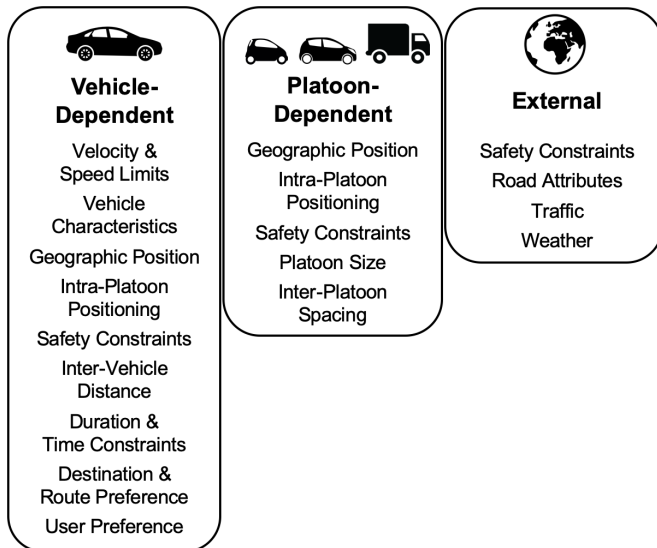 Vehicle-
Dependent
Velocity &
Speed Limits
Vehicle
Characteristics
Geographic Position
Intra-Platoon
Positioning
Safety Constraints
Inter-Vehicle
Distance
Duration &
Time Constraints
Destination &
Route Preference
User Preference
Platoon-
Dependent
Geographic Position
Intra-Platoon
Positioning
Safety Constraints
Platoon Size
Inter-Platoon
Spacing
External
Safety Constraints
Road Attributes
Traffic
Weather